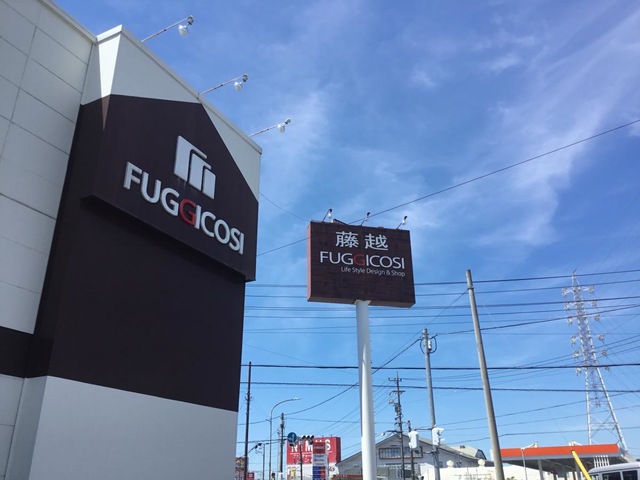 FUGGICOSI
藤越
FUGGICOSI
Life Style Design & Shop